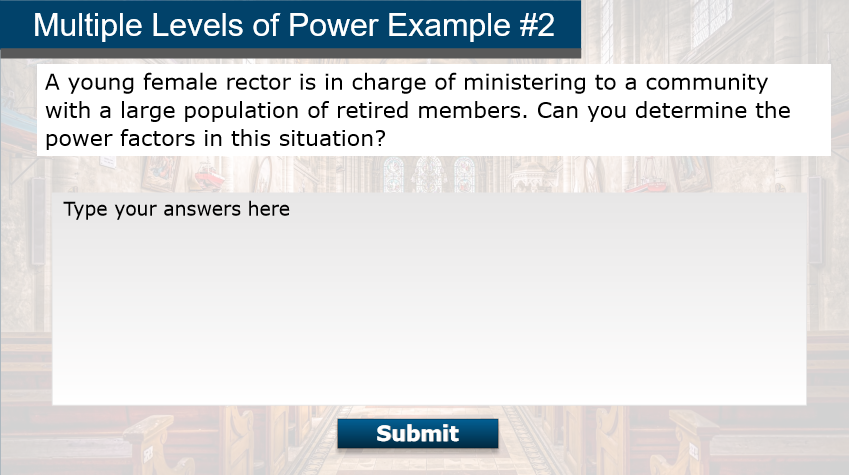 Multiple Levels of Power Example #2
A young female rector is in charge of ministering to a community
with a large population of retired members. Can you determine the
power factors in this situation?
Type your answers here
Submit